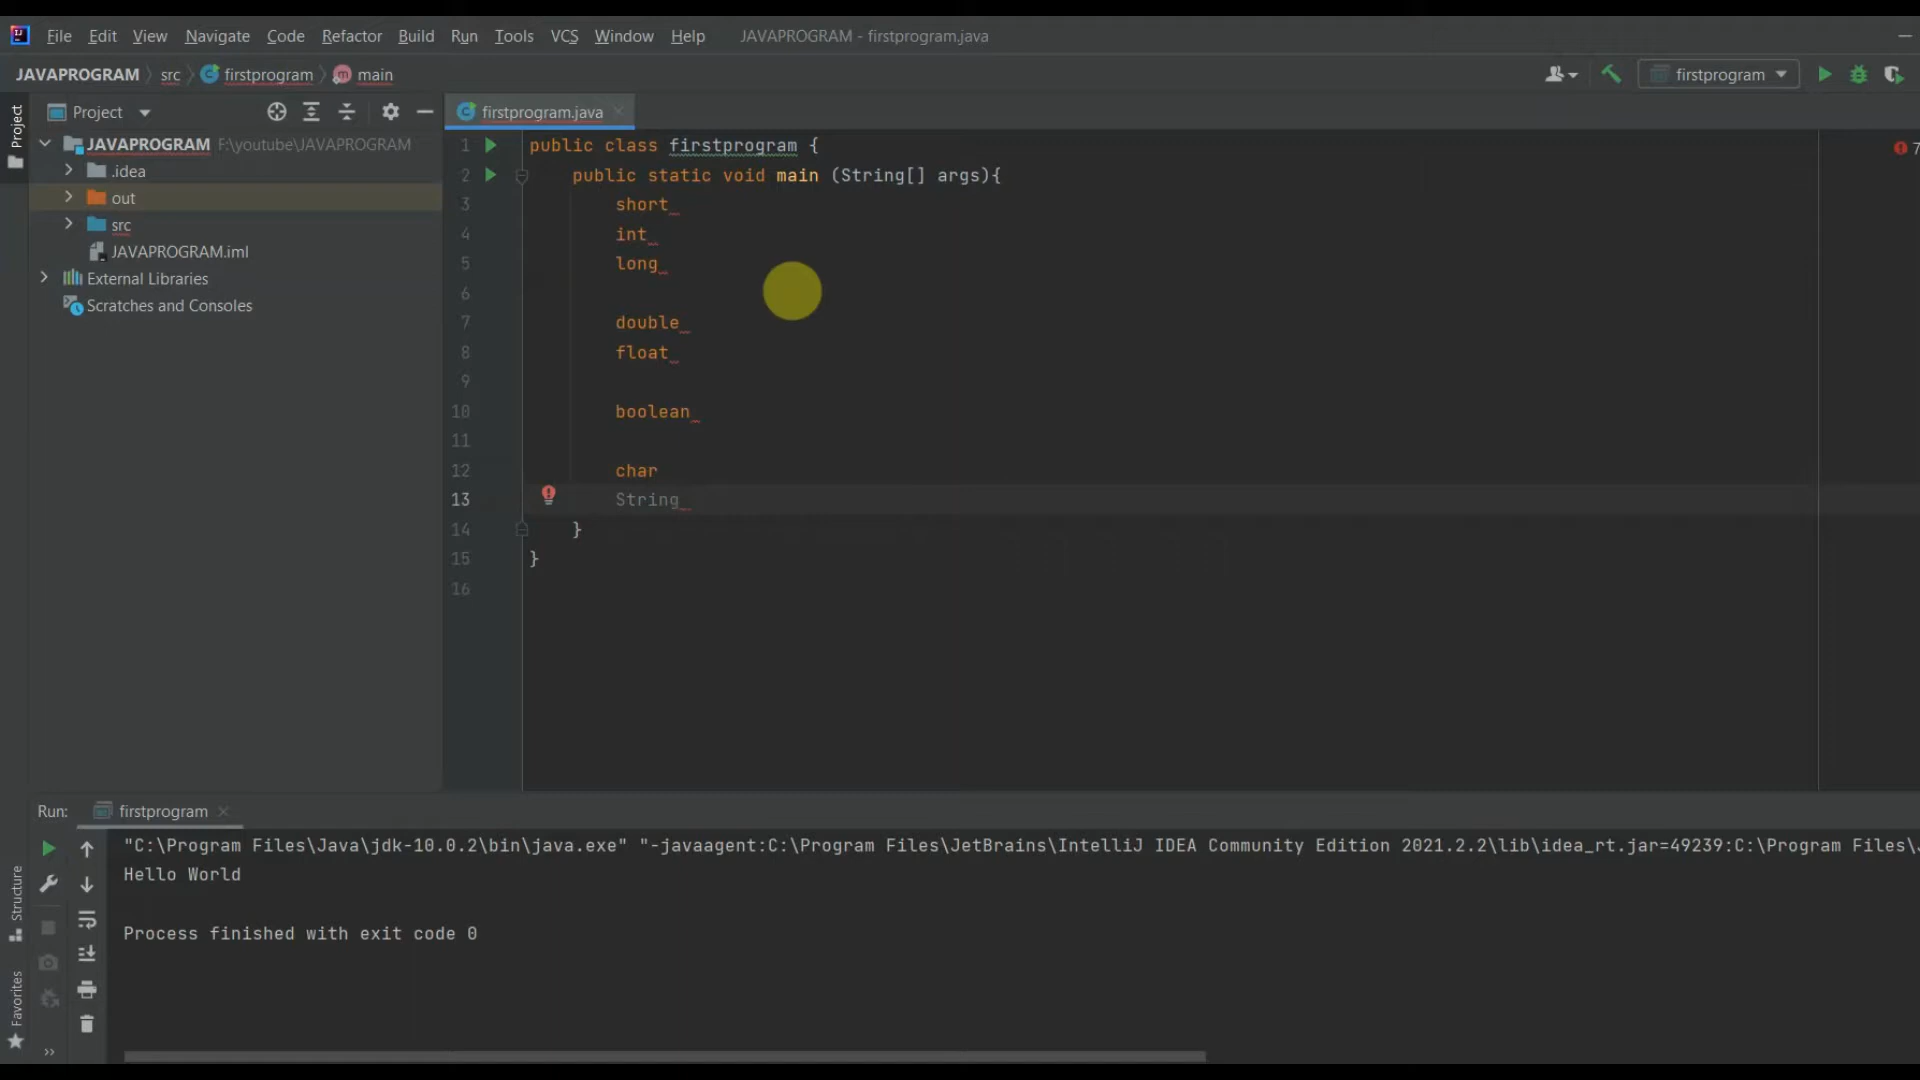 File Edit View Navigate Code Refactor Build Run Tools VCS Window Help JAVAPROGRAM - firstprogram.java
JAVAPROGRAM src firstprogram main firstprogram
Project
Project
firstprogram.java
JAVAPROGRAM F:\youtube\JAVAPROGRAM
.idea
out
src
JAVAPROGRAM.iml
External Libraries
Scratches and Consoles
1 public class firstprogram {
2 public static void main (String[] args){
3 short
4 int
5 long
6
7 double
8 float
9
10 boolean
11
12 char
13 String
14 }
15 }
16
7
Run: firstprogram
"C:\Program Files\Java\jdk-10.0.2\bin\java.exe" "-javaagent:C:\Program Files\JetBrains\IntelliJ IDEA Community Edition 2021.2.2\lib\idea_rt.jar=49239:C:\Program Files\
Hello World
Process finished with exit code 0
Structure
Favorites